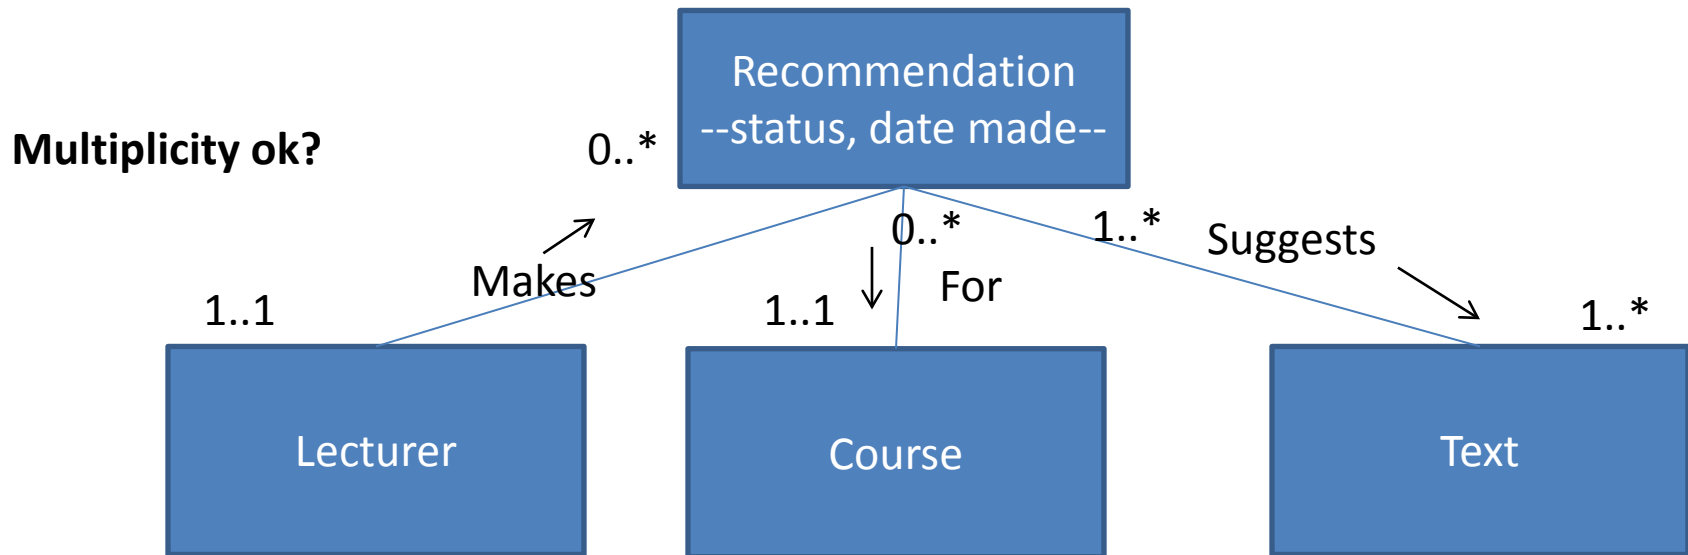 Recommendation
--status, date made--
Multiplicity ok?
0..*
0..*
1..*
Suggests
Makes
For
1..1
1..1
1..*
Lecturer
Course
Text